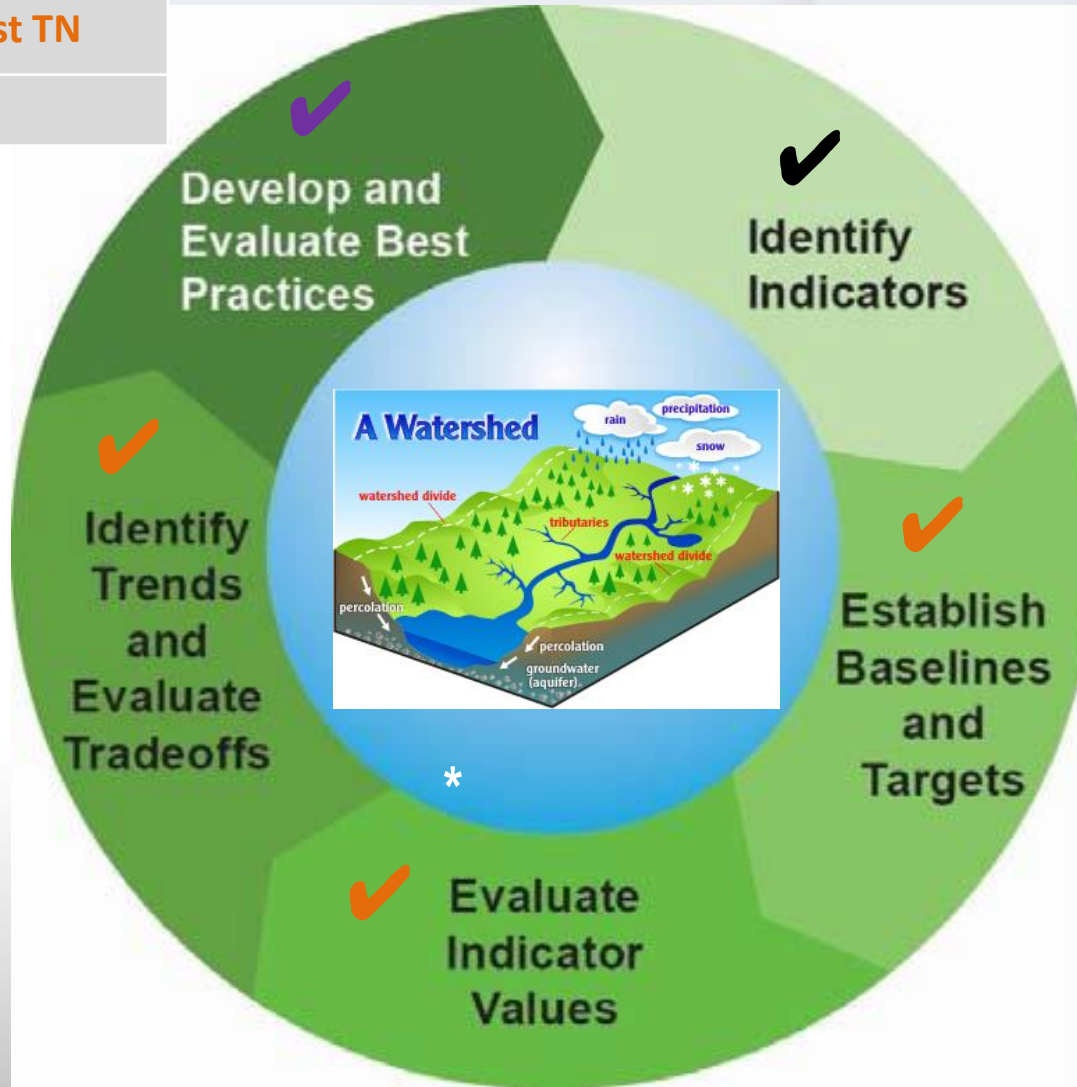 st TN
Develop and
Evaluate Best
Practices
Identify
Indicators
A Watershed
rain
precipitation
snow
watershed divide
tributaries
watershed divide
percolation
percolation
groundwater
(aquifer)
Identify
Trends
and
Evaluate
Tradeoffs
Establish
Baselines
and
Targets
*
Evaluate
Indicator
Values